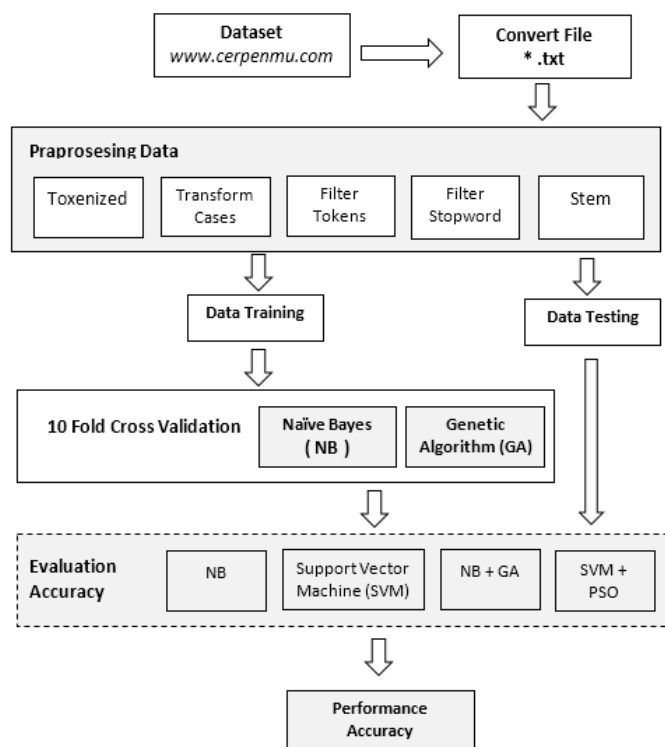 Dataset
www.cerpenmu.com
Convert File
* .txt
Praprosesing Data
Toxenized
Transform
Cases
Filter
Tokens
Filter
Stopword
Stem
Data Training
Data Testing
10 Fold Cross Validation
Naïve Bayes
( NB )
Genetic
Algorithm (GA)
Evaluation
Accuracy
NB
Support Vector
Machine (SVM)
NB + GA
SVM +
PSO
Performance
Accuracy